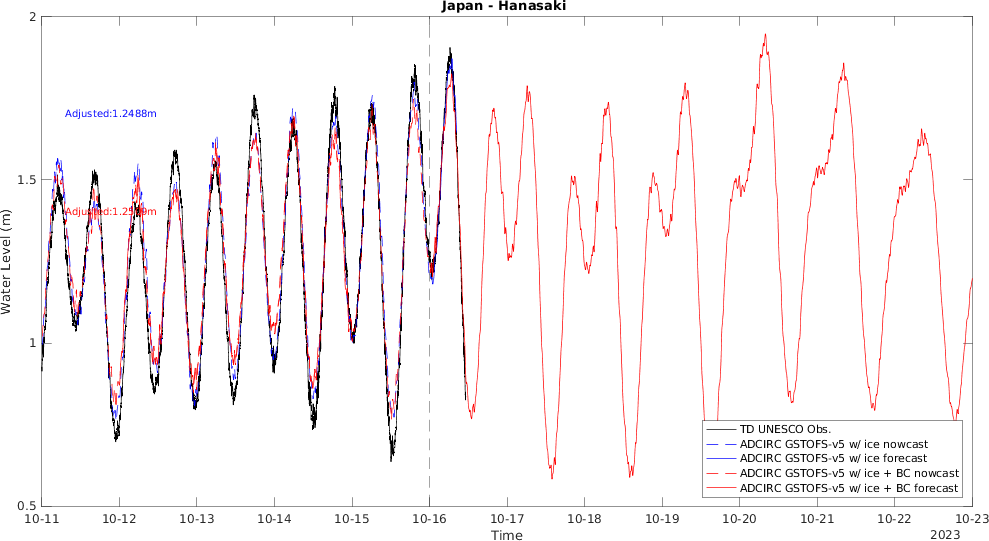 Japan - Hanasaki
Water Level (m)
2
1.5
1
0.5
Adjusted:1.2488m
TD UNESCO Obs.
ADCIRC GSTOFS-v5 w/ ice nowcast
ADCIRC GSTOFS-v5 w/ ice forecast
ADCIRC GSTOFS-v5 w/ ice + BC nowcast
ADCIRC GSTOFS-v5 w/ ice + BC forecast
10-11 10-12 10-13 10-14 10-15 10-16 10-17 10-18 10-19 10-20 10-21 10-22 10-23
Time
2023